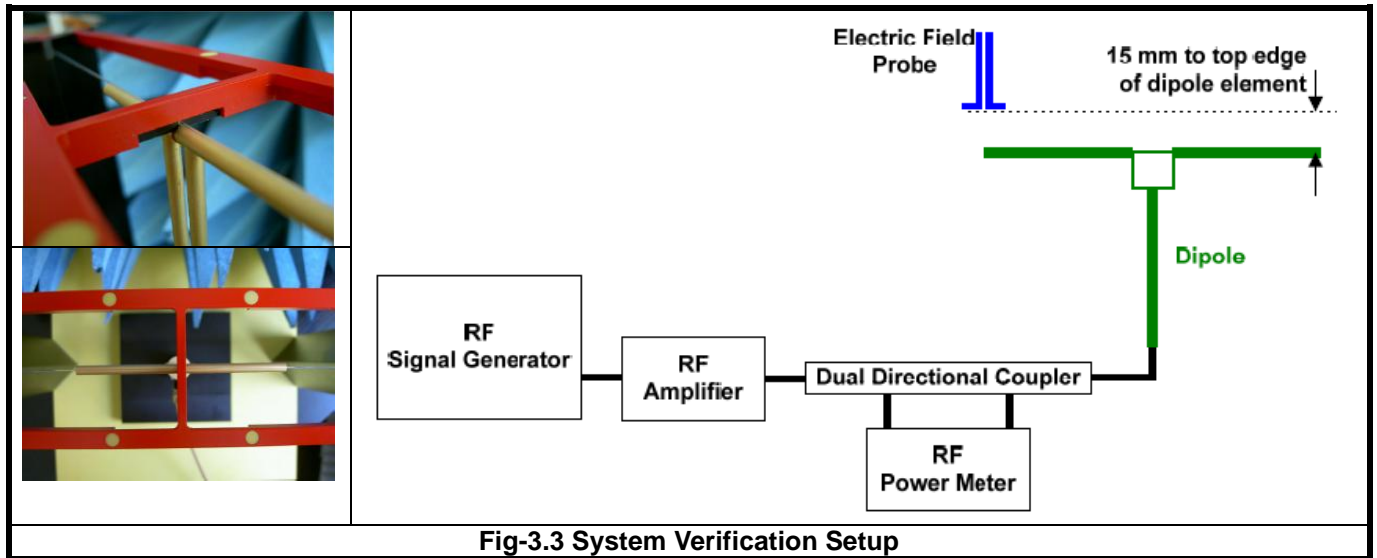 Electric Field
Probe
15 mm to top edge
of dipole element
Dipole
RF
Signal Generator
RF
Amplifier
Dual Directional Coupler
RF
Power Meter
Fig-3.3 System Verification Setup